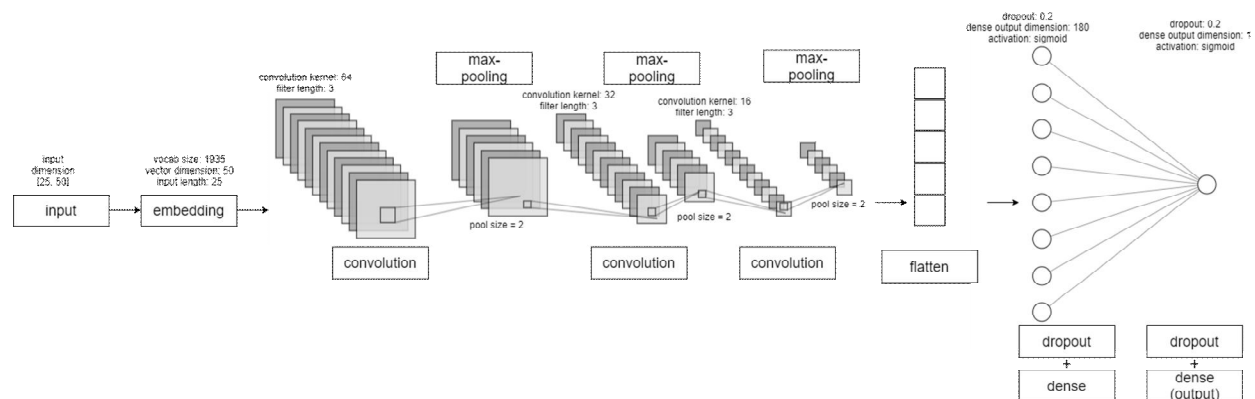 input
dimension
[25, 50]
input
vocab size: 1935
vector dimension: 50
input length: 25
embedding
convolution kernel: 64
filter length: 3
convolution
max-
pooling
pool size = 2
convolution kernel: 32
filter length: 3
convolution
max-
pooling
pool size = 2
convolution kernel: 16
filter length: 3
convolution
max-
pooling
pool size = 2
flatten
dropout: 0.2
dense output dimension: 180
activation: sigmoid
dropout
+
dense
dropout: 0.2
dense output dimension:
activation: sigmoid
dropout
+
dense
(output)